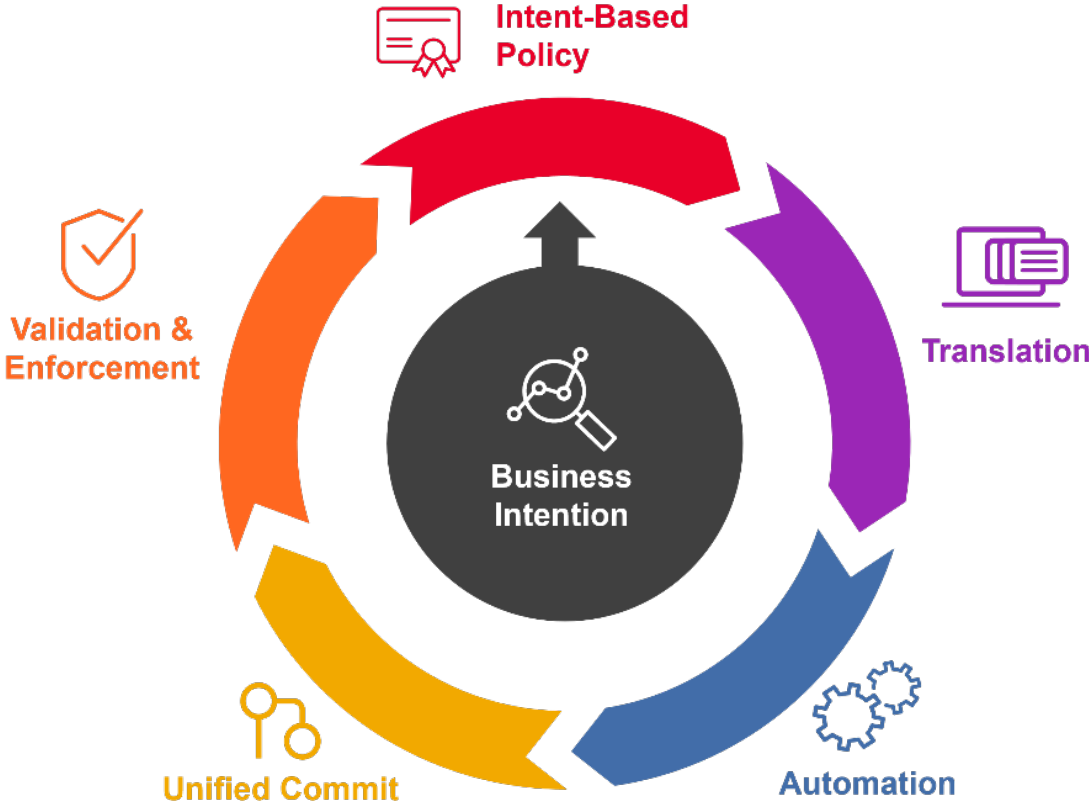 Intent-Based
Policy
Translation
Automation
Unified Commit
Validation &
Enforcement
Business
Intention